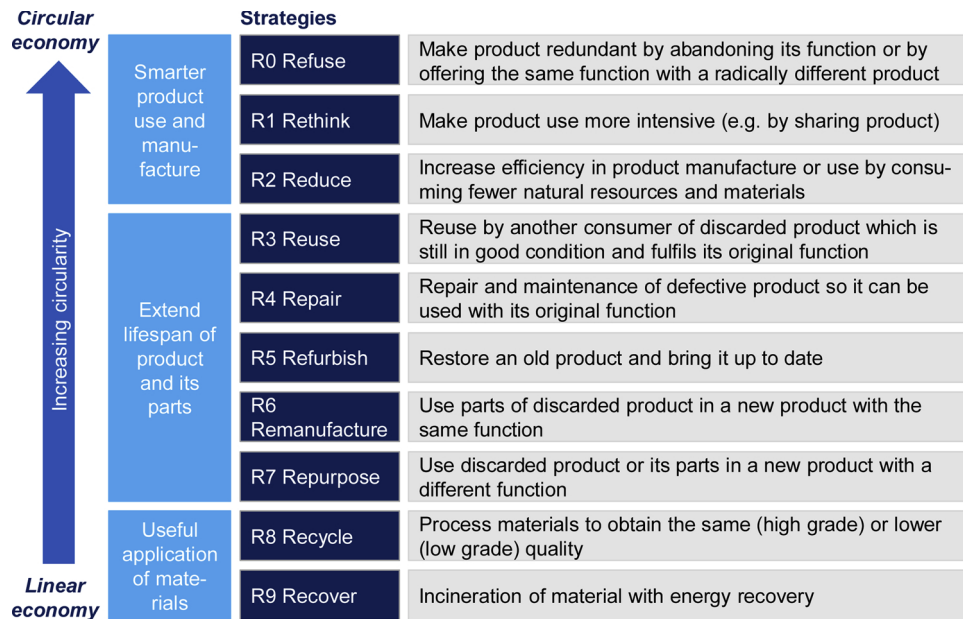 Circular
economy
Strategies
Increasing circularity
Linear
economy
Smarter
product
use and
manu-
facture
R0 Refuse
Make product redundant by abandoning its function or by
offering the same function with a radically different product
R1 Rethink
Make product use more intensive (e.g. by sharing product)
R2 Reduce
Increase efficiency in product manufacture or use by consu-
ming fewer natural resources and materials
Extend
lifespan of
product
and its
parts
R3 Reuse
Reuse by another consumer of discarded product which is
still in good condition and fulfils its original function
R4 Repair
Repair and maintenance of defective product so it can be
used with its original function
R5 Refurbish
Restore an old product and bring it up to date
R6
Remanufacture
Use parts of discarded product in a new product with the
same function
R7 Repurpose
Use discarded product or its parts in a new product with a
different function
Useful
application
of mate-
rials
R8 Recycle
Process materials to obtain the same (high grade) or lower
(low grade) quality
R9 Recover
Incineration of material with energy recovery